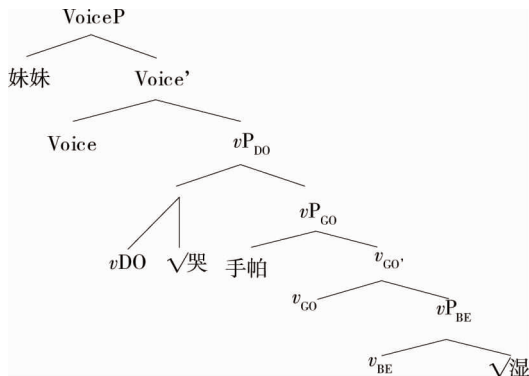 VoiceP
妹妹 Voice’
Voice vP_DO
vP_GO
vDO √哭 手帕 v_GO’
v_GO vP_BE
v_BE √湿